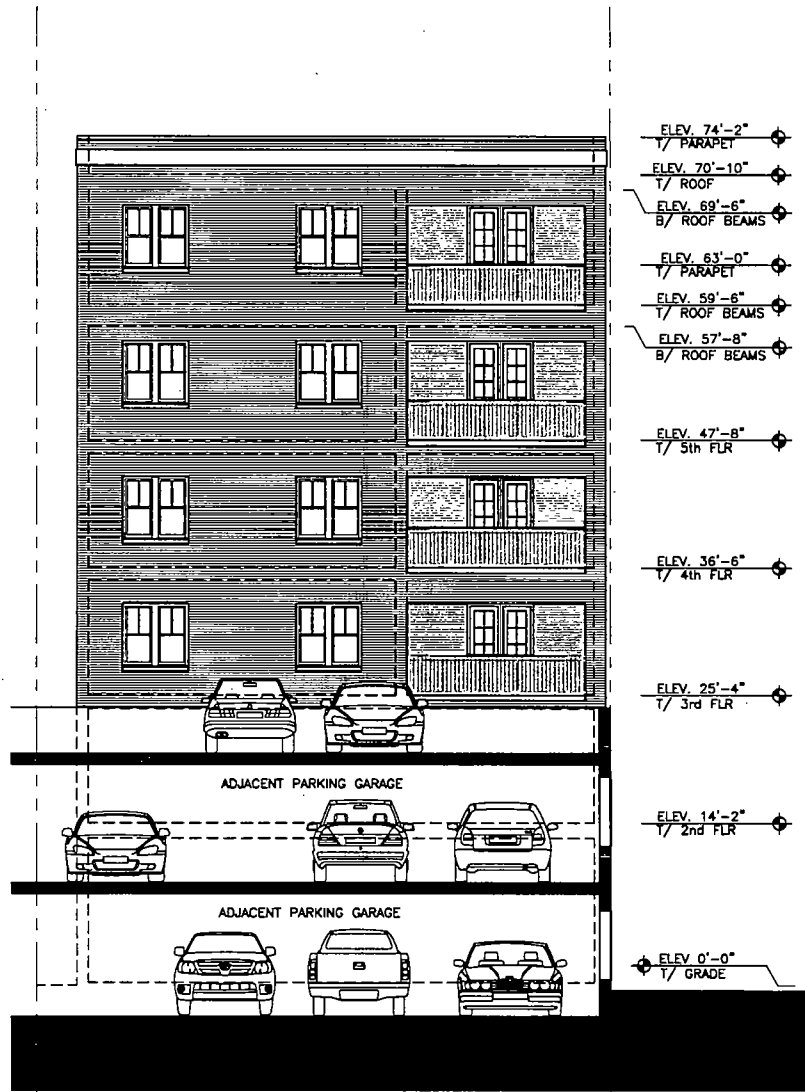 ELEV. 74'-2"
T/ PARAPET
ELEV. 70'-10"
T/ ROOF
ELEV. 69'-6"
B/ ROOF BEAMS
ELEV. 63'-0"
T/ PARAPET
ELEV. 59'-6"
T/ ROOF BEAMS
ELEV. 57'-8"
B/ ROOF BEAMS
ELEV. 47'-8"
T/ 5th FLR
ELEV. 36'-6"
T/ 4th FLR
ELEV. 25'-4"
T/ 3rd FLR
ADJACENT PARKING GARAGE
ELEV. 14'-2"
T/ 2nd FLR
ADJACENT PARKING GARAGE
ELEV 0'-0"
T/ GRADE